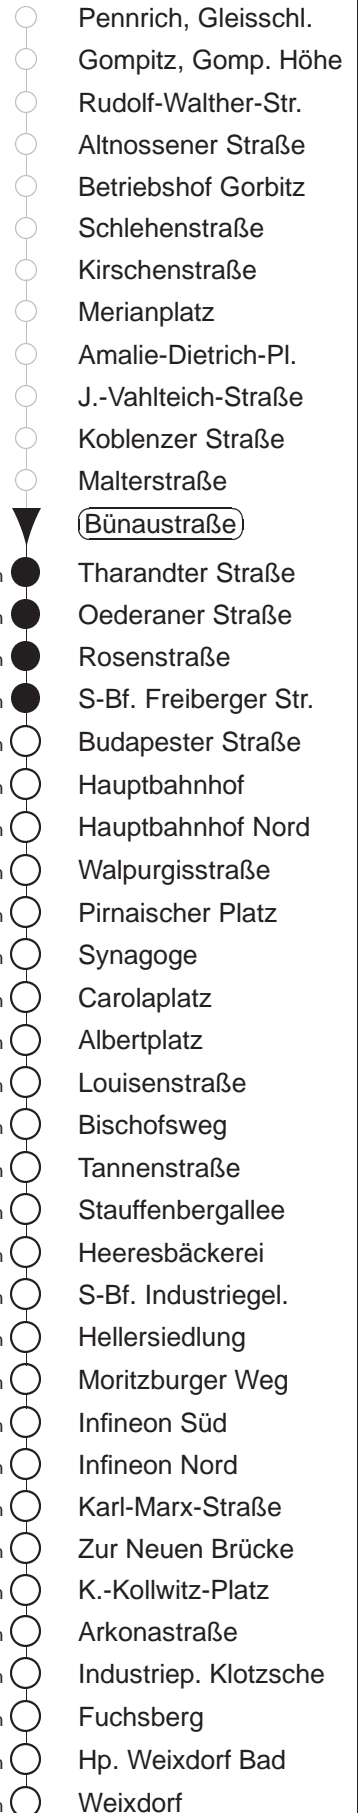 Pennrich, Gleisschl.
Gompitz, Gomp. Höhe
Rudolf-Walther-Str.
Altnossener Straße
Betriebshof Gorbitz
Schlehenstraße
Kirschenstraße
Merianplatz
Amalie-Dietrich-Pl.
J.-Vahlteich-Straße
Koblenzer Straße
Malterstraße
Bünaustraße
Tharandter Straße
Oederaner Straße
Rosenstraße
S-Bf. Freiberger Str.
Budapester Straße
Hauptbahnhof
Hauptbahnhof Nord
Walpurgisstraße
Pirnaischer Platz
Synagoge
Carolaplatz
Albertplatz
Louisenstraße
Bischofsweg
Tannenstraße
Stauffenbergallee
Heeresbäckerei
S-Bf. Industriegel.
Hellersiedlung
Moritzburger Weg
Infineon Süd
Infineon Nord
Karl-Marx-Straße
Zur Neuen Brücke
K.-Kollwitz-Platz
Arkonastraße
Industriep. Klotzsche
Fuchsberg
Hp. Weixdorf Bad
Weixdorf